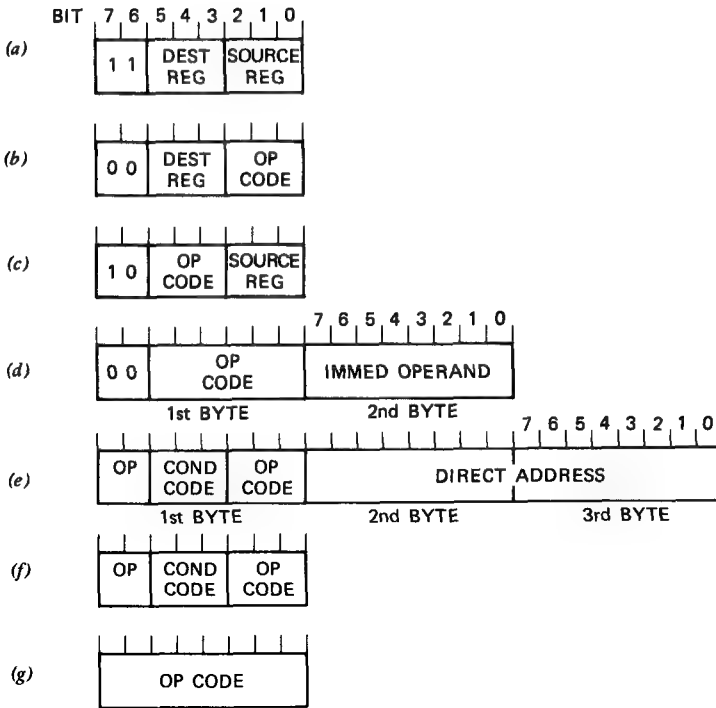 BIT 7 6 5 4 3 2 1 0
(a)
1 1
DEST
REG
SOURCE
REG
(b)
0 0
DEST
REG
OP
CODE
(c)
1 0
OP
CODE
SOURCE
REG
7 6 5 4 3 2 1 0
(d)
0 0
OP
CODE
IMMED OPERAND
1st BYTE
2nd BYTE
7 6 5 4 3 2 1 0
(e)
OP
COND
CODE
OP
CODE
DIRECT ADDRESS
1st BYTE
2nd BYTE
3rd BYTE
(f)
OP
COND
CODE
OP
CODE
(g)
OP CODE